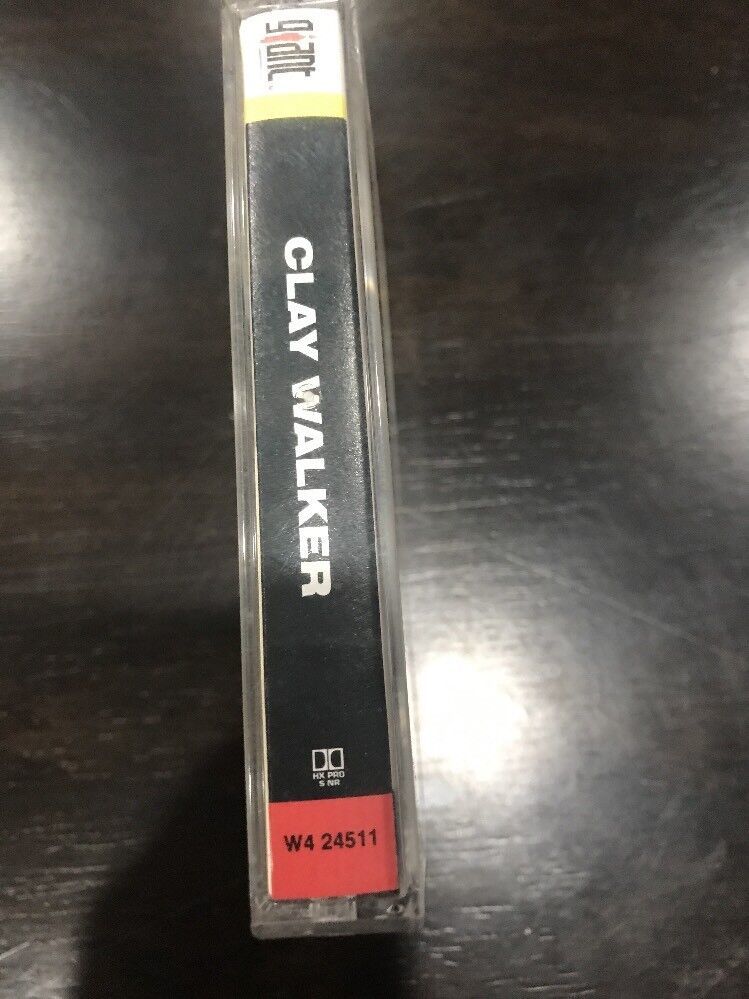 giant
CLAY WALKER
HX PRO
S NR
W4 24511